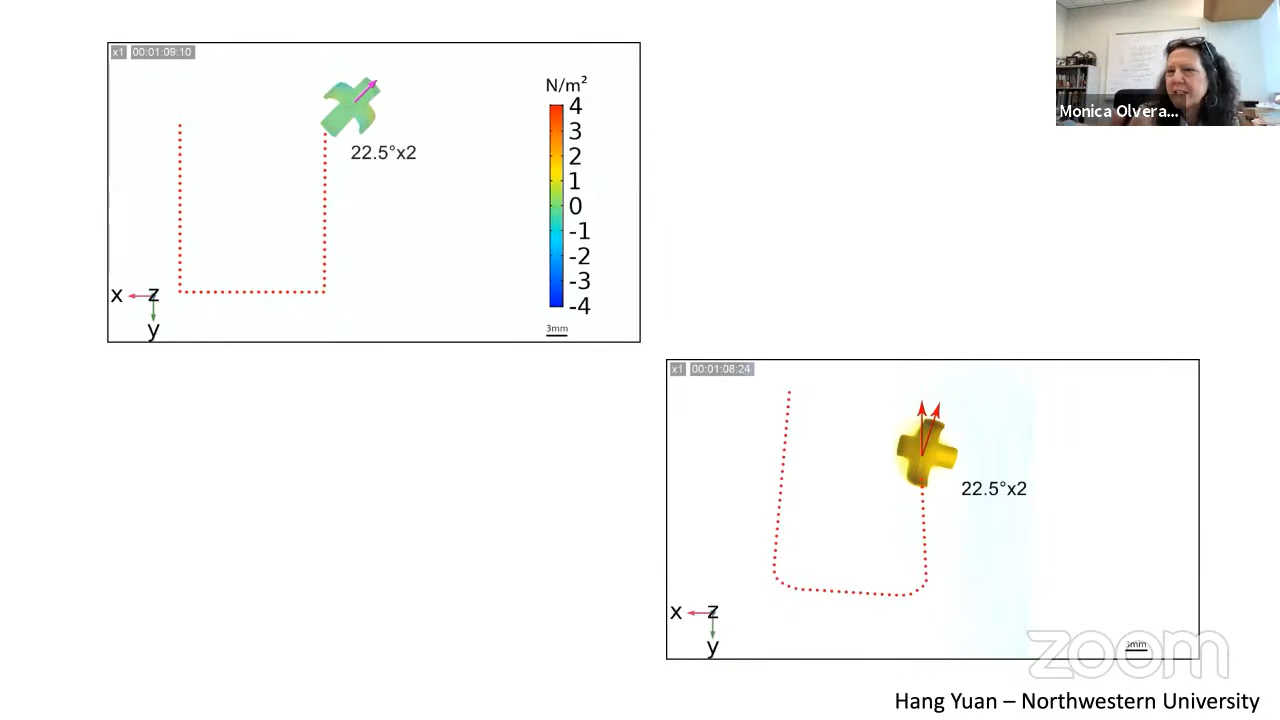 x1 00:01:09:10
N/m²
4
3
2
1
0
-1
-2
-3
-4
22.5°x2
x z
y
3mm
Monica Olvera...
x1 00:01:08:24
22.5°x2
x z
y
3mm
zoom
Hang Yuan – Northwestern University